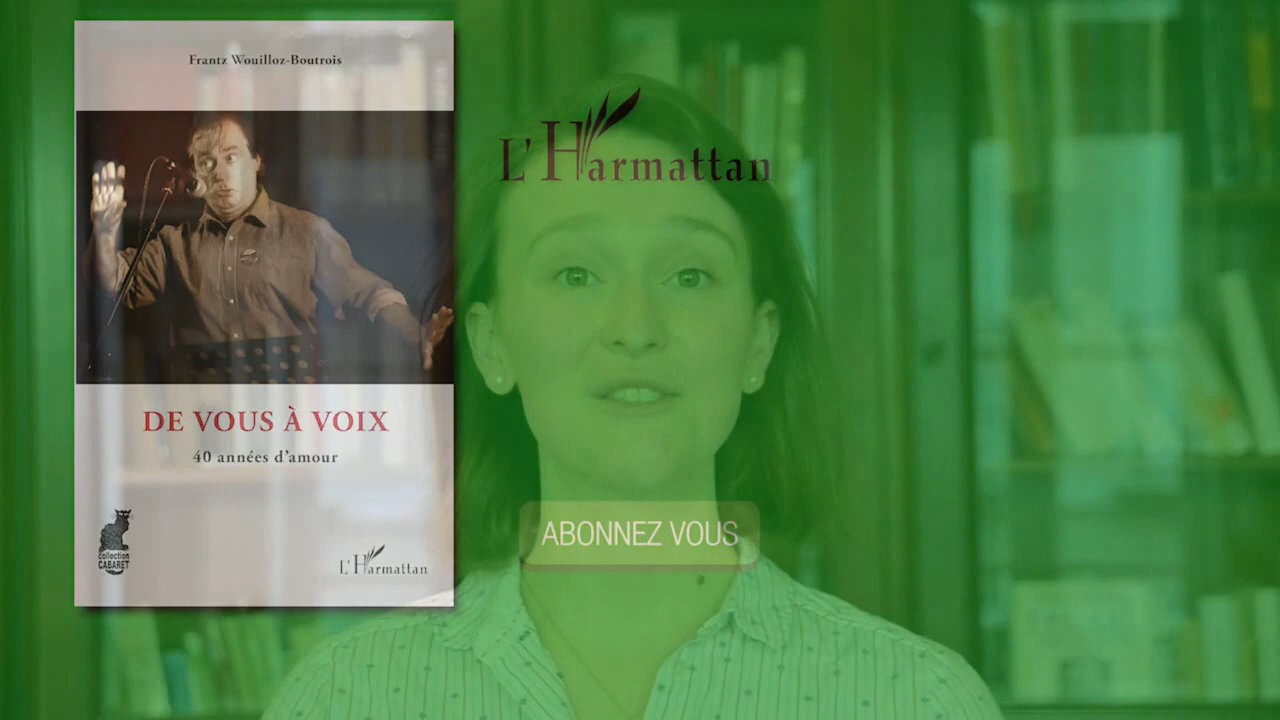 Frantz Wouilloz-Boutrois
DE VOUS À VOIX
40 années d'amour
collection
CABARET
L'Harmattan
L'Harmattan
ABONNEZ VOUS